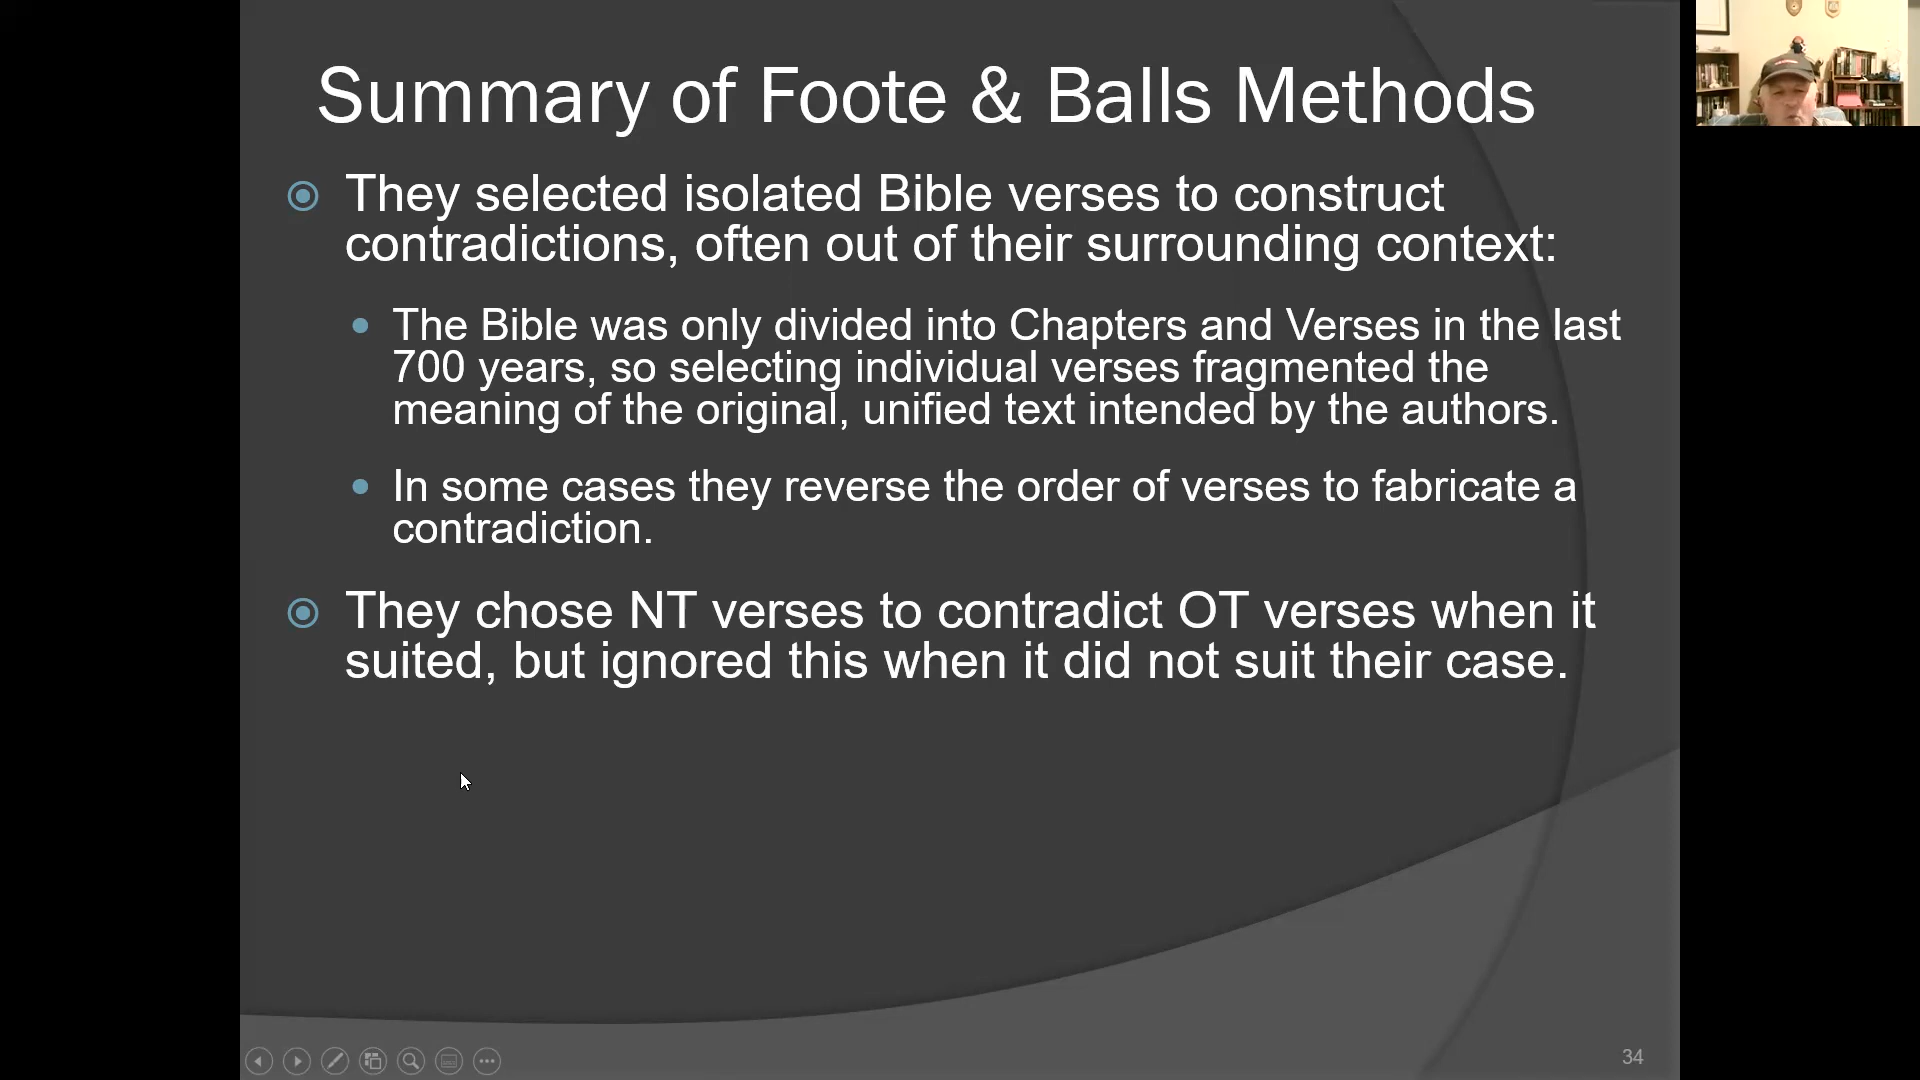 Summary of Foote & Balls Methods
They selected isolated Bible verses to construct
contradictions, often out of their surrounding context:
The Bible was only divided into Chapters and Verses in the last
700 years, so selecting individual verses fragmented the
meaning of the original, unified text intended by the authors.
In some cases they reverse the order of verses to fabricate a
contradiction.
They chose NT verses to contradict OT verses when it
suited, but ignored this when it did not suit their case.
34